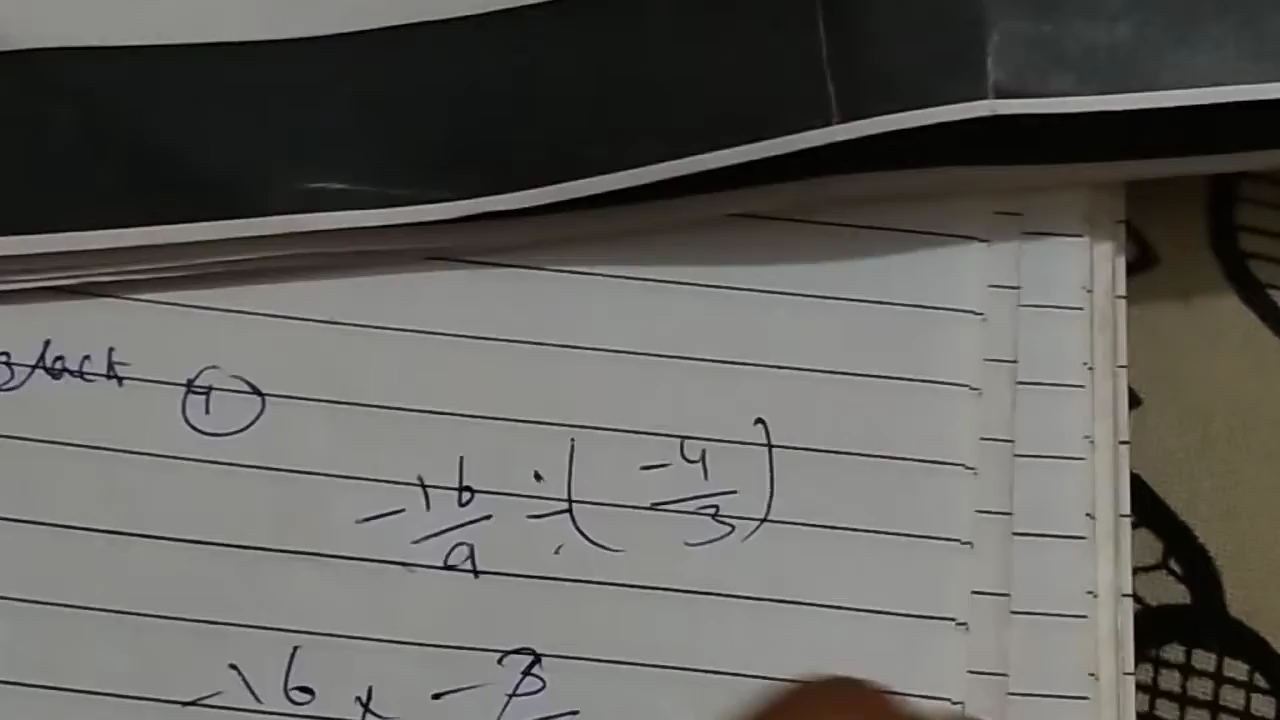 ④
-16/9 ÷ (-4/3)
-16 × -3